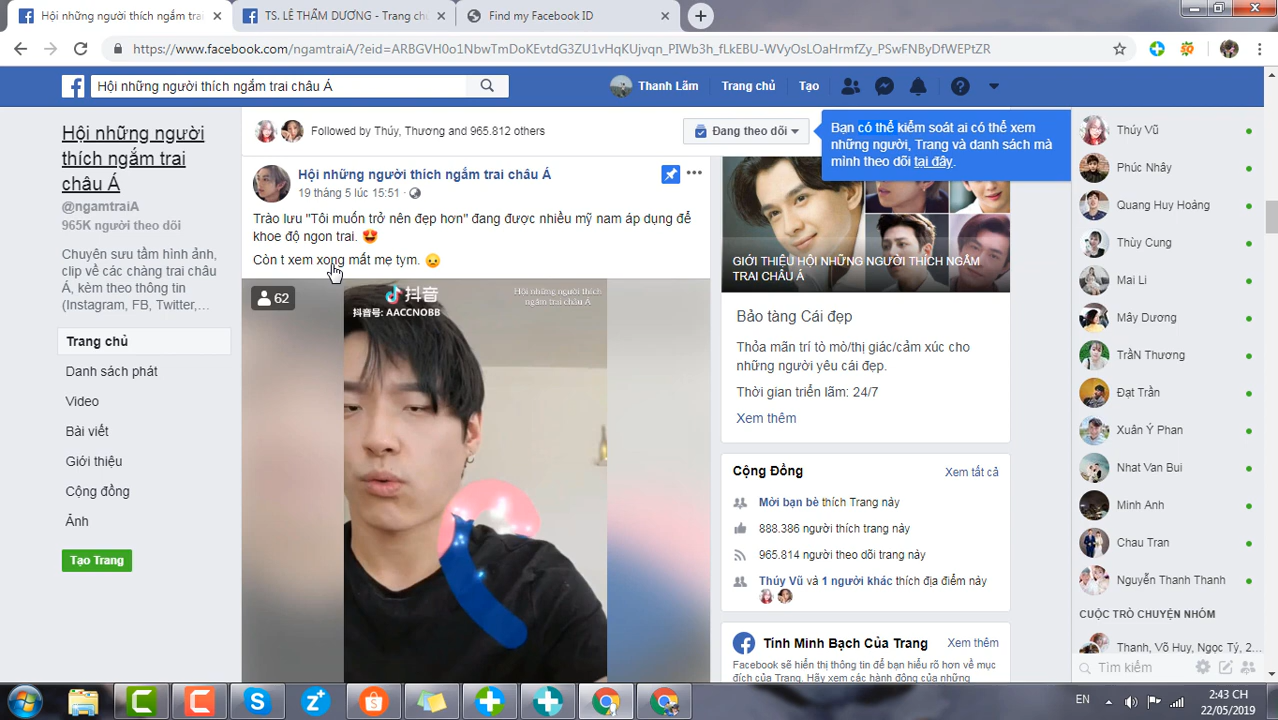 Hội những người thích ngắm trai c
TS. LÊ THẨM DƯƠNG - Trang ch
Find my Facebook ID
https://www.facebook.com/ngamtraiA/?eid=ARBGVH0o1NbwTmDoKEvtdG3ZU1vHqKUjvqn_PIWb3h_fLkEBU-WVyOsLOaHrmfZy_PSwFNByDfWEPtZR
Hội những người thích ngắm trai châu Á
Thanh Lãm
Trang chủ
Tạo
Hội những người
thích ngắm trai
châu Á
@ngamtraiA
965K người theo dõi
Chuyên sưu tầm hình ảnh,
clip về các chàng trai châu
Á, kèm theo thông tin
(Instagram, FB, Twitter,...
Trang chủ
Danh sách phát
Video
Bài viết
Giới thiệu
Cộng đồng
Ảnh
Tạo Trang
Followed by Thúy, Thương and 965.812 others
Đang theo dõi
Bạn có thể kiểm soát ai có thể xem
những người, Trang và danh sách mà
mình theo dõi tại đây.
Hội những người thích ngắm trai châu Á
19 tháng 5 lúc 15:51
Trào lưu "Tôi muốn trở nên đẹp hơn" đang được nhiều mỹ nam áp dụng để
khoe độ ngon trai. 😍
Còn t xem xong mất mẹ tym. 😞
62
抖音
抖音号: AACCNOBB
Hội những người thích
ngắm trai châu Á
GIỚI THIỆU HỘI NHỮNG NGƯỜI THÍCH NGẮM
TRAI CHÂU Á
Bảo tàng Cái đẹp
Thỏa mãn trí tò mò/thị giác/cảm xúc cho
những người yêu cái đẹp.
Thời gian triển lãm: 24/7
Xem thêm
Cộng Đồng
Xem tất cả
Mời bạn bè thích Trang này
888.386 người thích trang này
965.814 người theo dõi trang này
Thúy Vũ và 1 người khác thích địa điểm này
Tính Minh Bạch Của Trang
Xem thêm
Facebook sẽ hiển thị thông tin để bạn hiểu rõ hơn về mục
đích của Trang. Hãy xem các hành động của những
Thúy Vũ
Phúc Nhây
Quang Huy Hoàng
Thùy Cung
Mai Li
Mây Dương
TrầN Thương
Đạt Trần
Xuân Ý Phan
Nhat Van Bui
Minh Anh
Chau Tran
Nguyễn Thanh Thanh
CUỘC TRÒ CHUYỆN NHÓM
Thanh, Võ Huy, Ngọc Tý, 2...
Tìm kiếm
EN
2:43 CH
22/05/2019